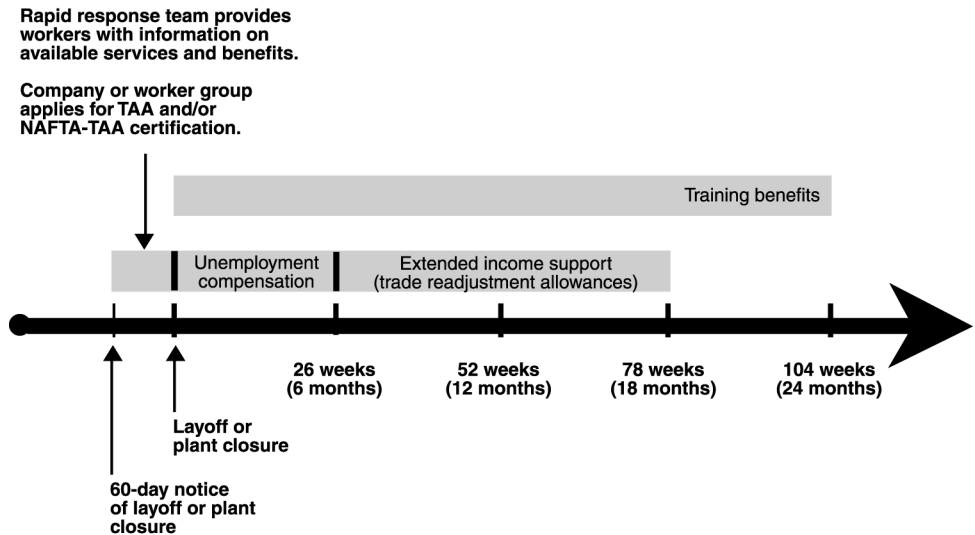 Rapid response team provides
workers with information on
available services and benefits.
Company or worker group
applies for TAA and/or
NAFTA-TAA certification.
Training benefits
Unemployment
compensation
Extended income support
(trade readjustment allowances)
26 weeks
(6 months)
52 weeks
(12 months)
78 weeks
(18 months)
104 weeks
(24 months)
Layoff or
plant closure
60-day notice
of layoff or plant
closure